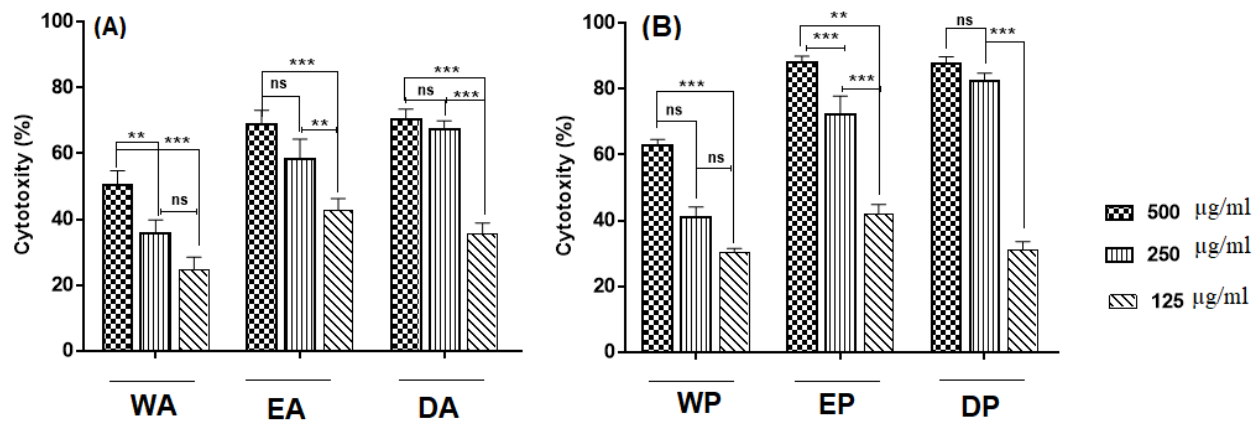 (A)
Cytotoxity (%)
100
80
60
40
20
0
**
***
ns
***
ns
**
***
ns
***
WA
EA
DA
(B)
Cytotoxity (%)
100
80
60
40
20
0
***
ns
ns
**
***
***
ns
***
WP
EP
DP
500 µg/ml
250 µg/ml
125 µg/ml